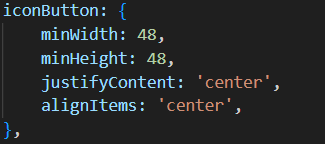 iconButton: {
    minWidth: 48,
    minHeight: 48,
    justifyContent: 'center',
    alignItems: 'center',
},